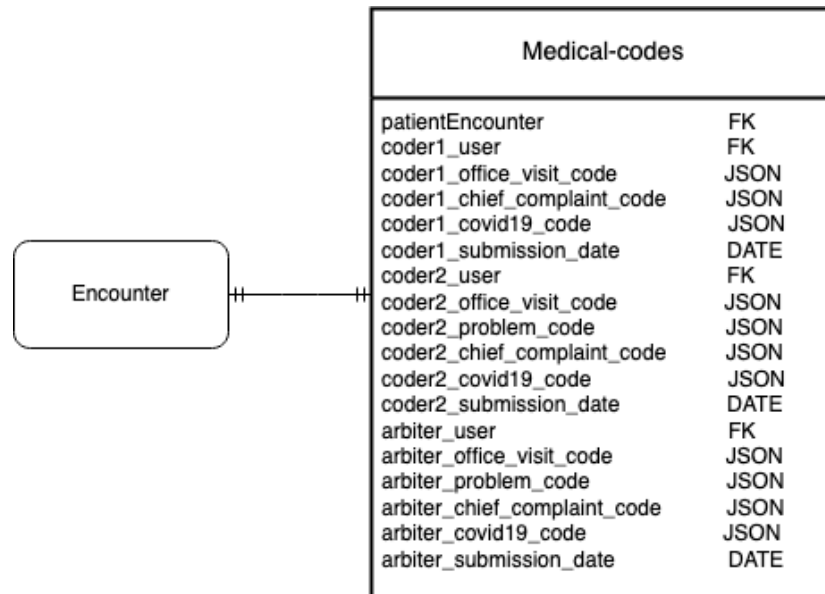 Medical-codes
patientEncounter FK
coder1_user FK
coder1_office_visit_code JSON
coder1_chief_complaint_code JSON
coder1_covid19_code JSON
coder1_submission_date DATE
coder2_user FK
Encounter
coder2_office_visit_code JSON
coder2_problem_code JSON
coder2_chief_complaint_code JSON
coder2_covid19_code JSON
coder2_submission_date DATE
arbiter_user FK
arbiter_office_visit_code JSON
arbiter_problem_code JSON
arbiter_chief_complaint_code JSON
arbiter_covid19_code JSON
arbiter_submission_date DATE